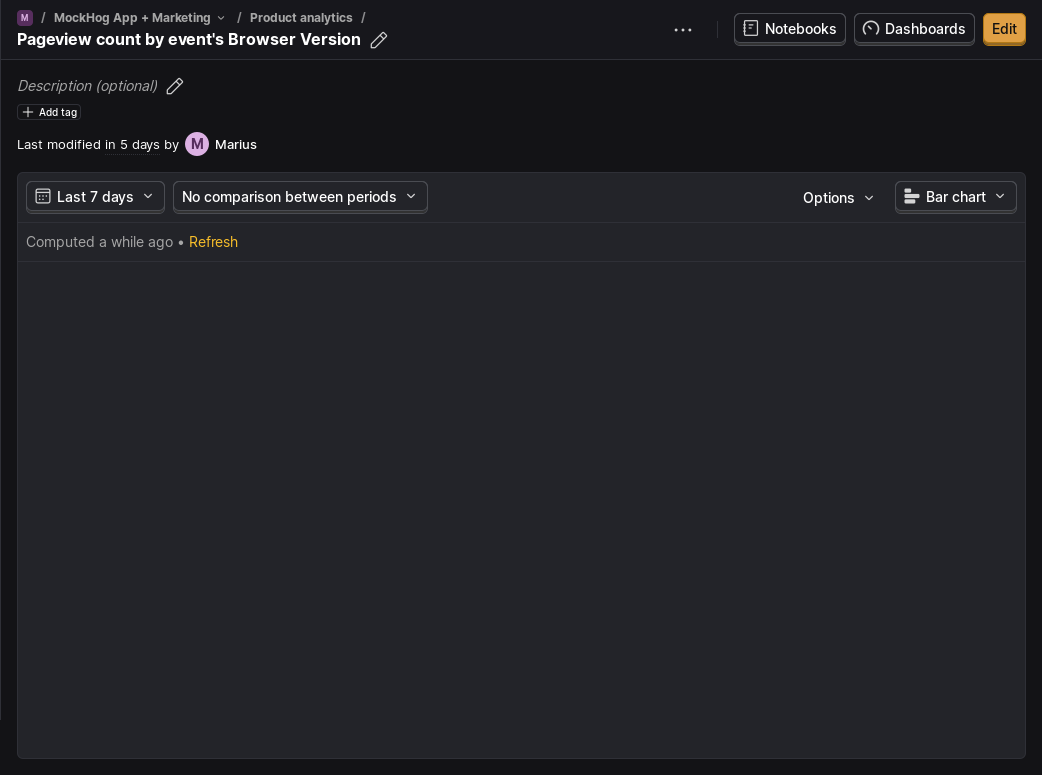 M / MockHog App + Marketing / Product analytics /
Pageview count by event's Browser Version
Notebooks
Dashboards
Edit
Description (optional)
Add tag
Last modified in 5 days by M Marius
Last 7 days
No comparison between periods
Options
Bar chart
Computed a while ago • Refresh